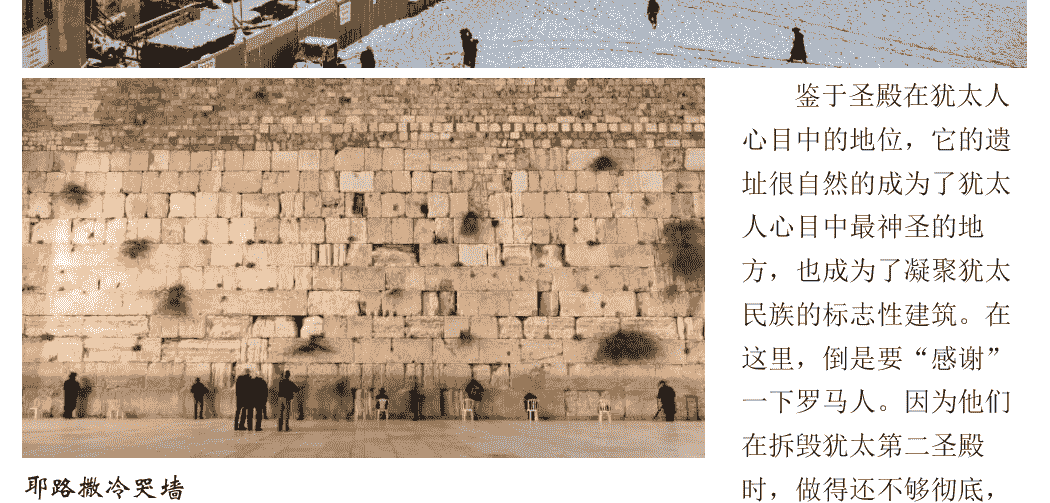 鉴于圣殿在犹太人
心目中的地位，它的遗
址很自然的成为了犹太
人心目中最神圣的地
方，也成为了凝聚犹太
民族的标志性建筑。在
这里，倒是要“感谢”
一下罗马人。因为他们
在拆毁犹太第二圣殿
时，做得还不够彻底，
耶路撒冷哭墙